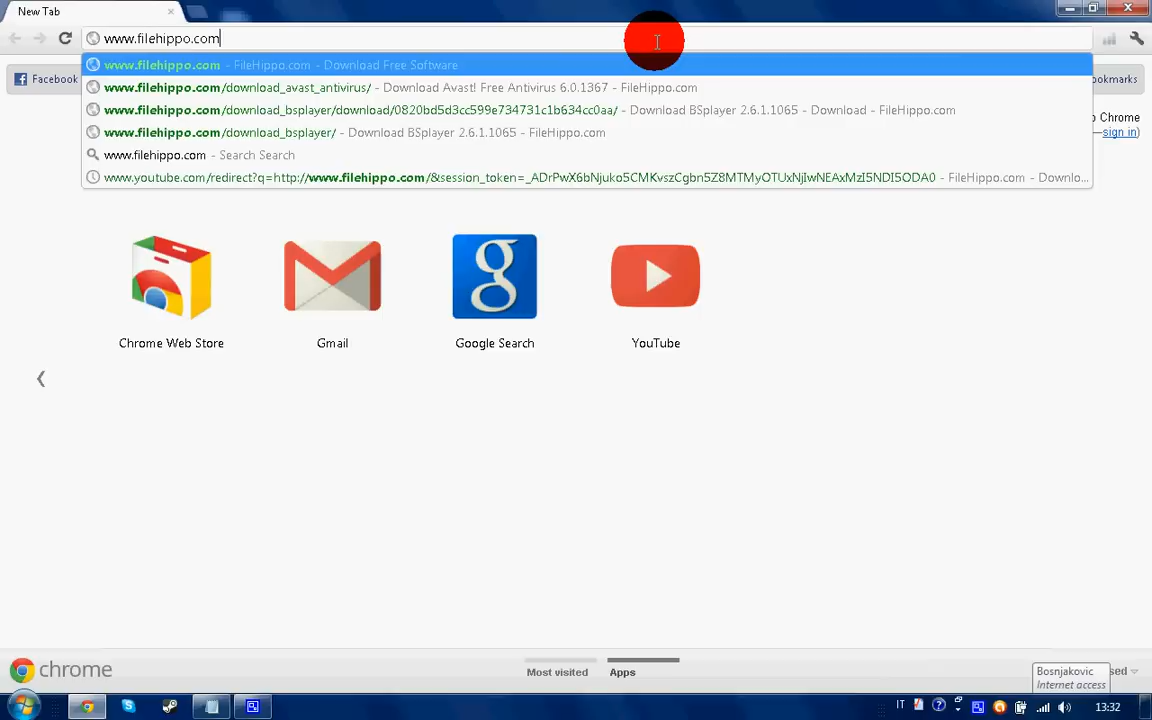 New Tab
www.filehippo.com
www.filehippo.com - FileHippo.com - Download Free Software
www.filehippo.com/download_avast_antivirus/ - Download Avast! Free Antivirus 6.0.1367 - FileHippo.com
www.filehippo.com/download_bsplayer/download/0820bd5d3cc599e734731c1b634cc0aa/ - Download BSplayer 2.6.1.1065 - Download - FileHippo.com
www.filehippo.com/download_bsplayer/ - Download BSplayer 2.6.1.1065 - FileHippo.com
www.filehippo.com - Search Search
www.youtube.com/redirect?q=http://www.filehippo.com/&session_token=_ADrPwX6bNjuko5CMKvszCgbn5Z8MTMyOTUxNjIwNEAxMzI5NDI5ODA0 - FileHippo.com - Downlo...
Facebook
ookmarks
Chrome
sign in)
Chrome Web Store
Gmail
Google Search
YouTube
chrome
Most visited
Apps
Bosnjakovic
Internet access
sed
IT
13:32